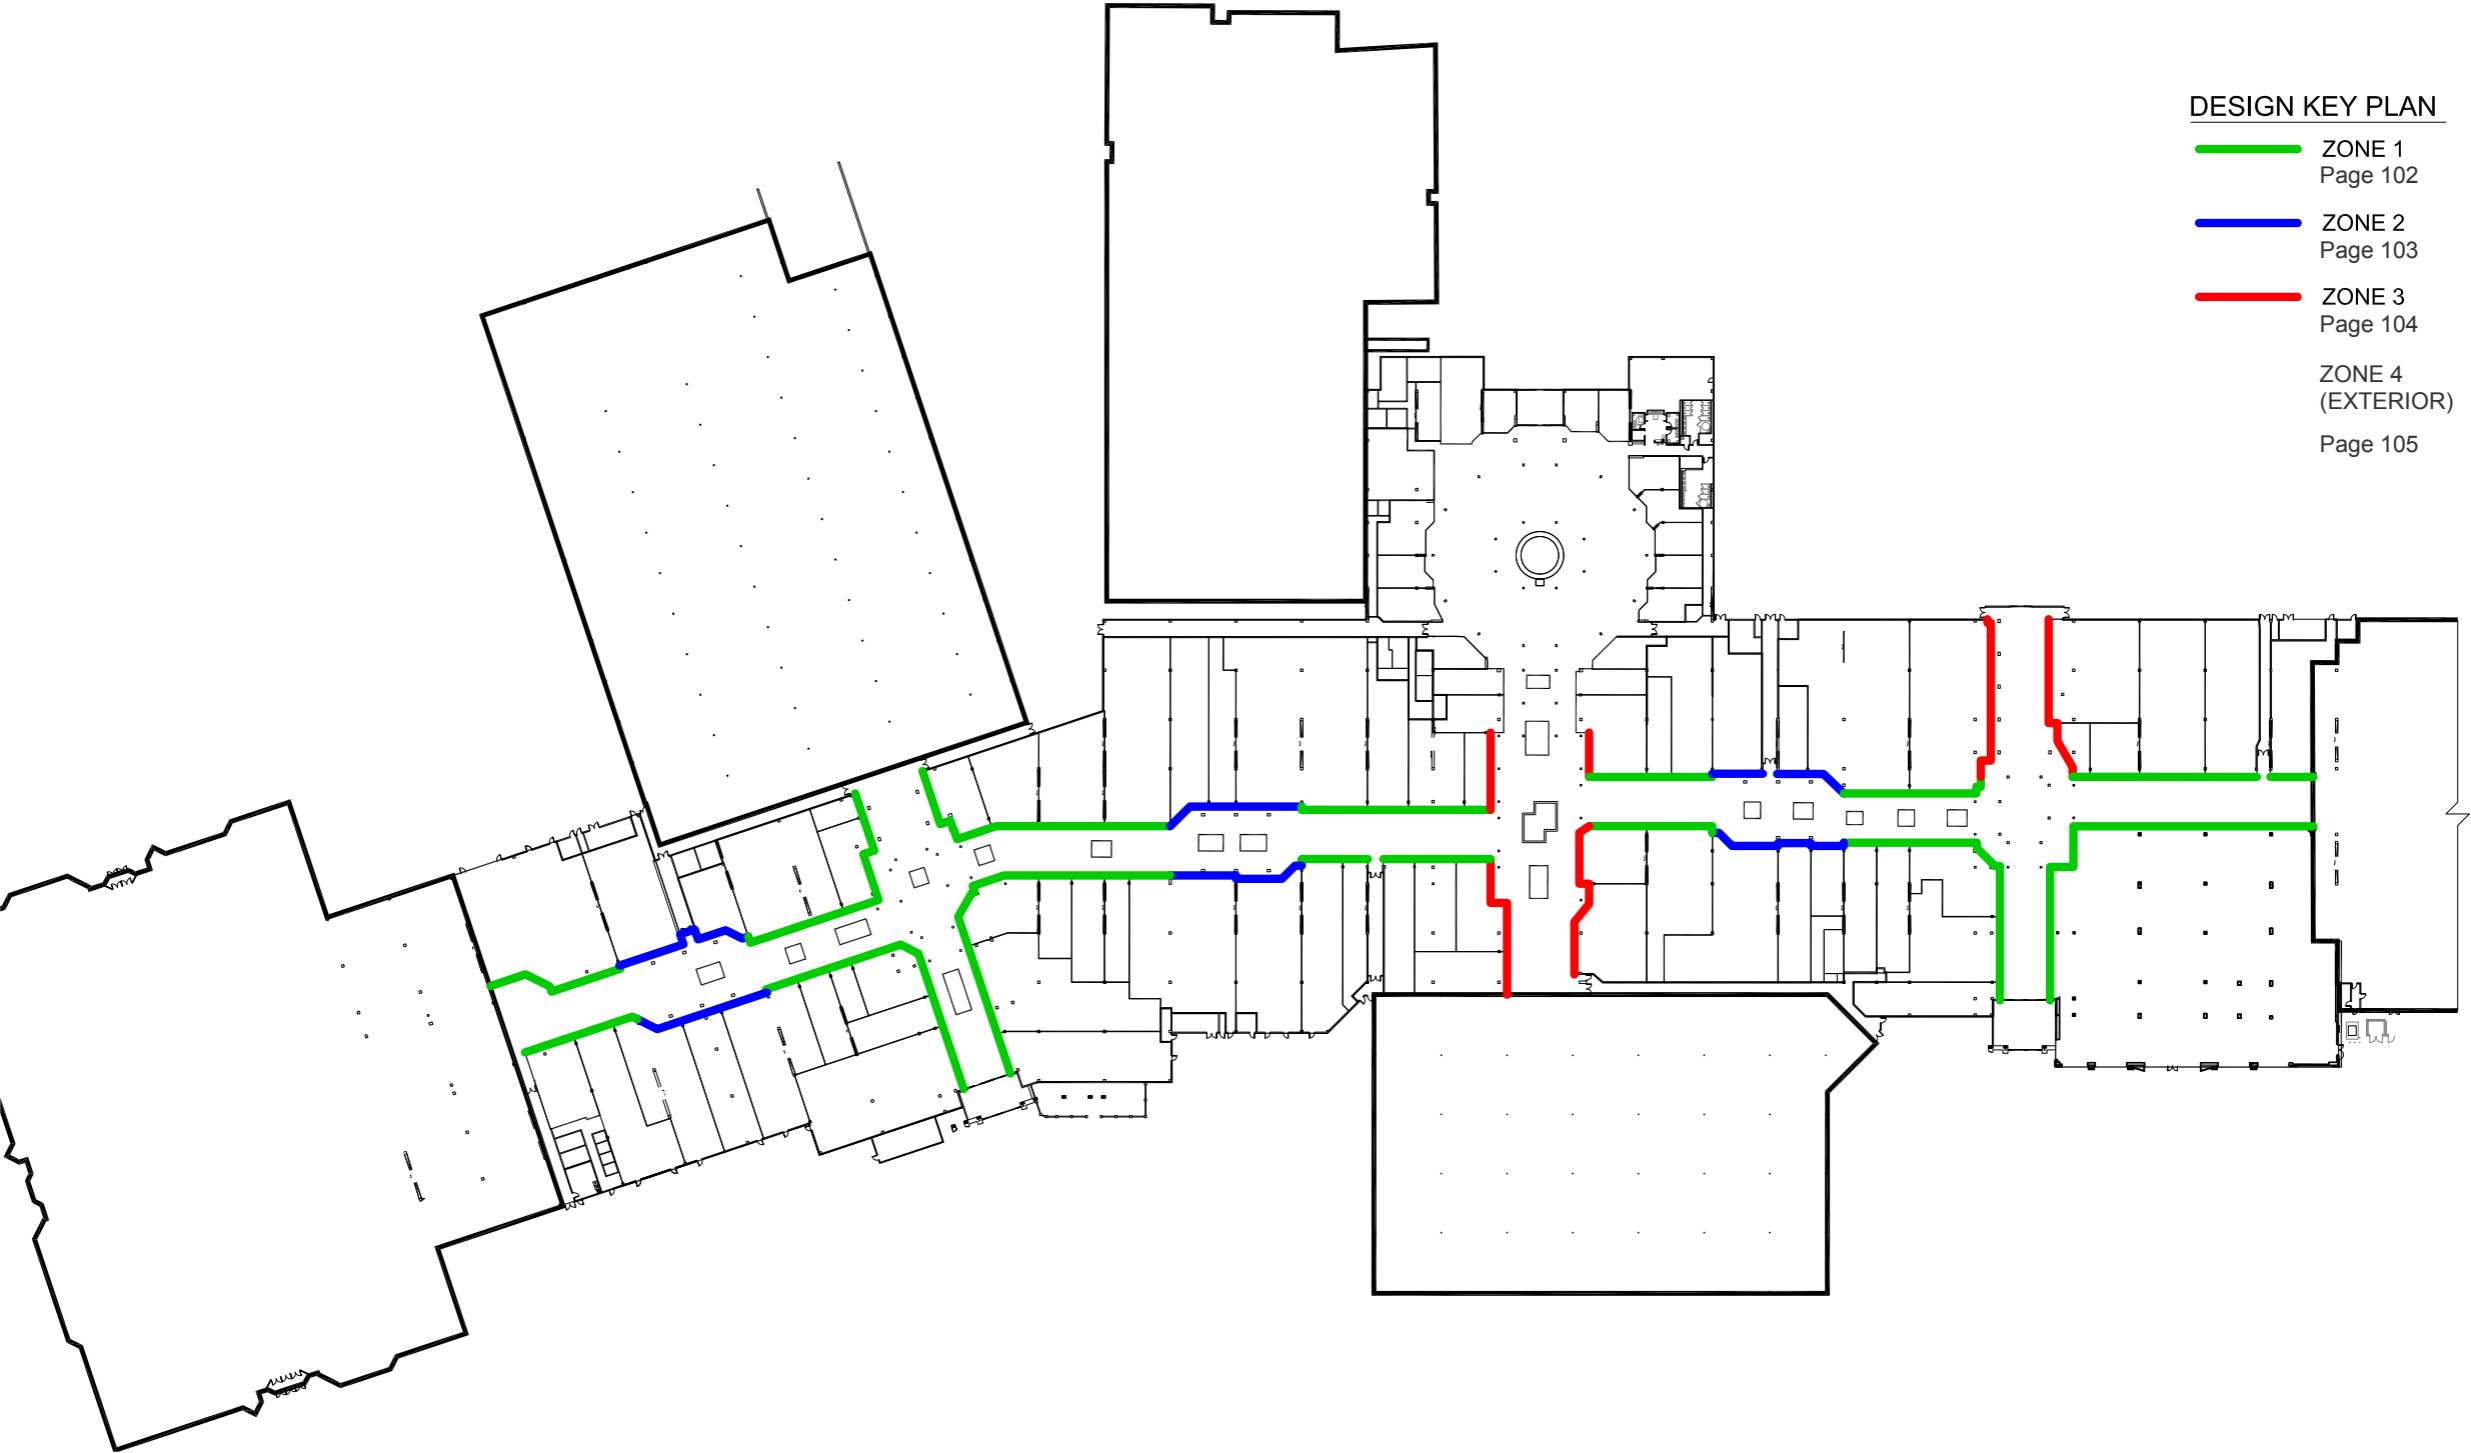 DESIGN KEY PLAN
ZONE 1
Page 102
ZONE 2
Page 103
ZONE 3
Page 104
ZONE 4
(EXTERIOR)
Page 105